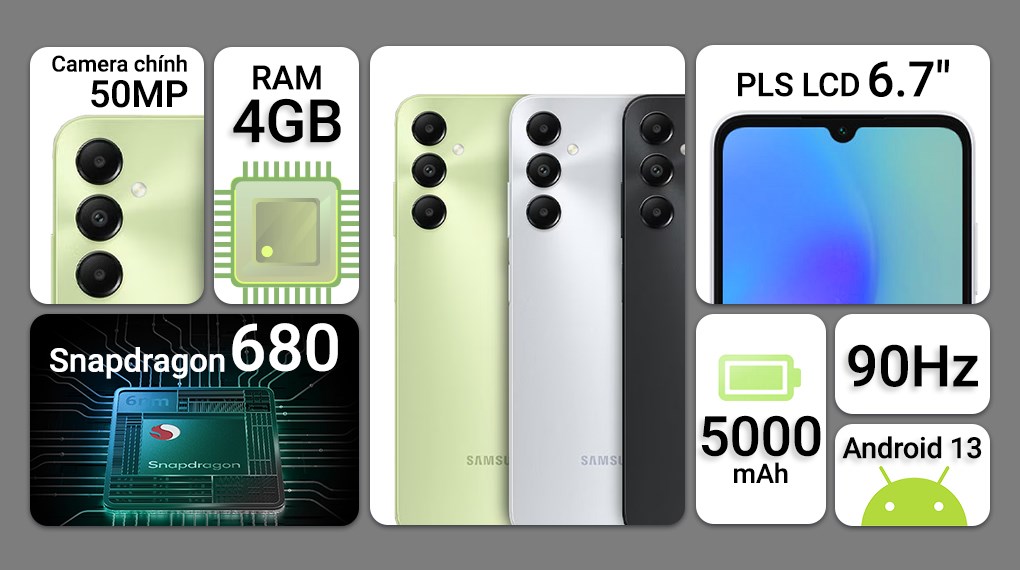 Camera chính
50MP
RAM
4GB
PLS LCD 6.7"
Snapdragon 680
6nm
Snapdragon
SAMSU
SAMSU
5000
mAh
90Hz
Android 13